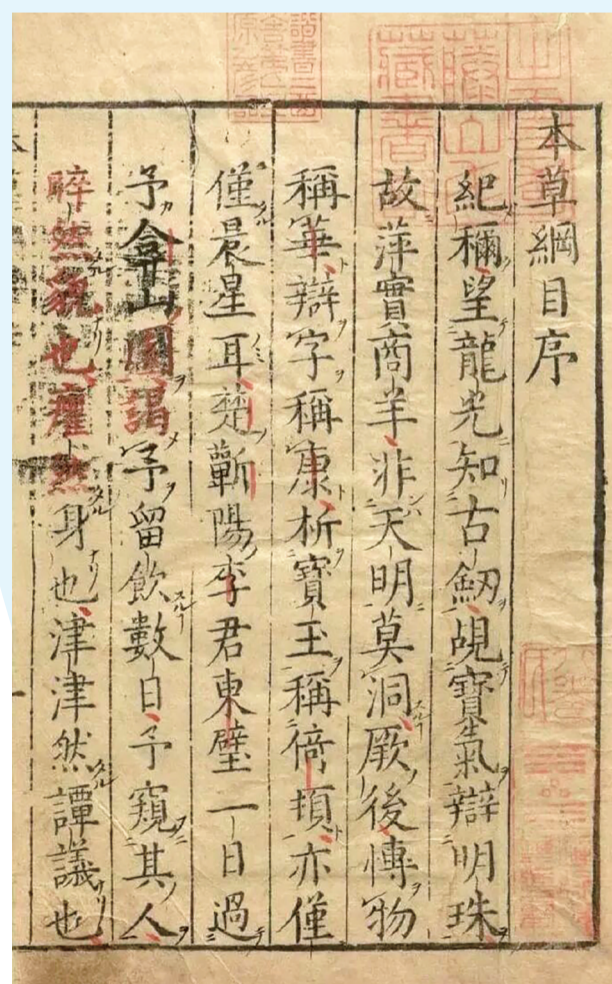 本草綱目序
紀穪望龍光知古釼覘寶氣辯明珠
故萍實商羊非天明莫洞厥後愽物
稱華辯字稱康析寶玉稱倚頓亦僅
僅晨星耳楚蘄陽李君東璧一日過
予弇山園謁予留飲數日予窺其人
睟然貌也癯然身也津津然譚議也